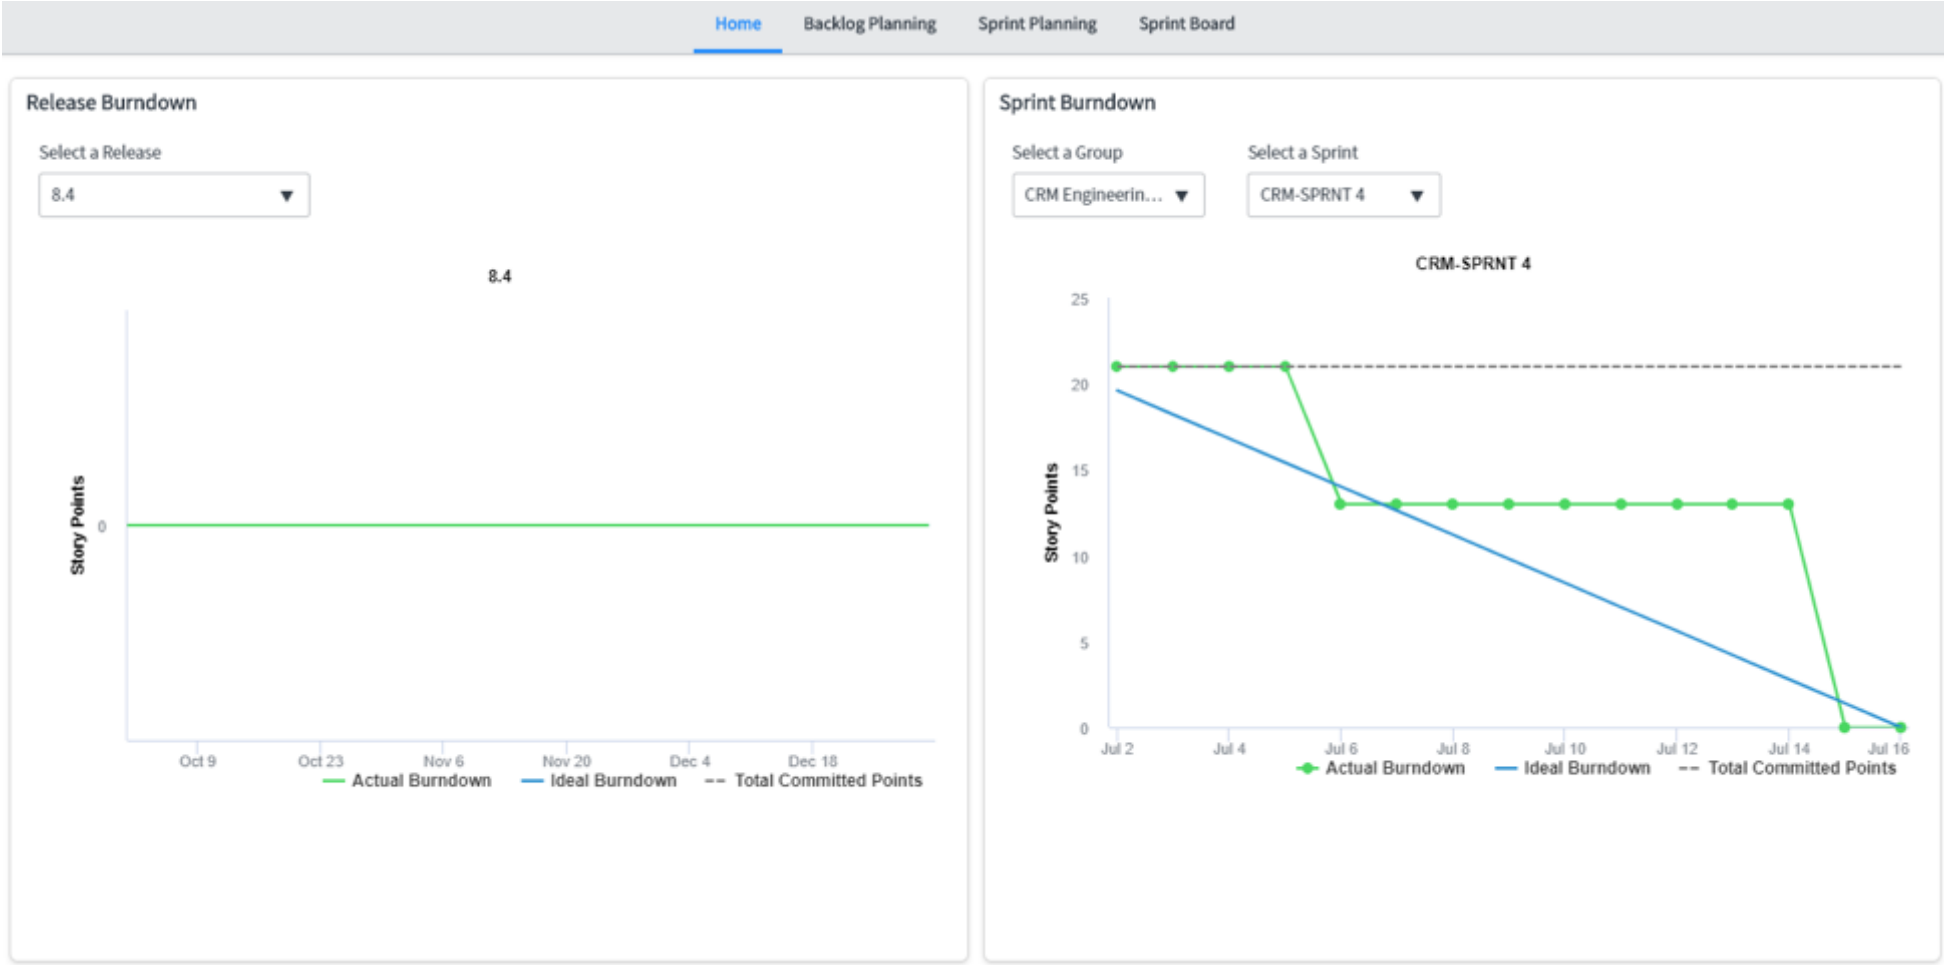 Home Backlog Planning Sprint Planning Sprint Board
Release Burndown
Select a Release
8.4
8.4
Story Points
0
Oct 9 Oct 23 Nov 6 Nov 20 Dec 4 Dec 18
Actual Burndown Ideal Burndown Total Committed Points
Sprint Burndown
Select a Group Select a Sprint
CRM Engineerin... CRM-SPRNT 4
CRM-SPRNT 4
Story Points
25
20
15
10
5
0
Jul 2 Jul 4 Jul 6 Jul 8 Jul 10 Jul 12 Jul 14 Jul 16
Actual Burndown Ideal Burndown Total Committed Points